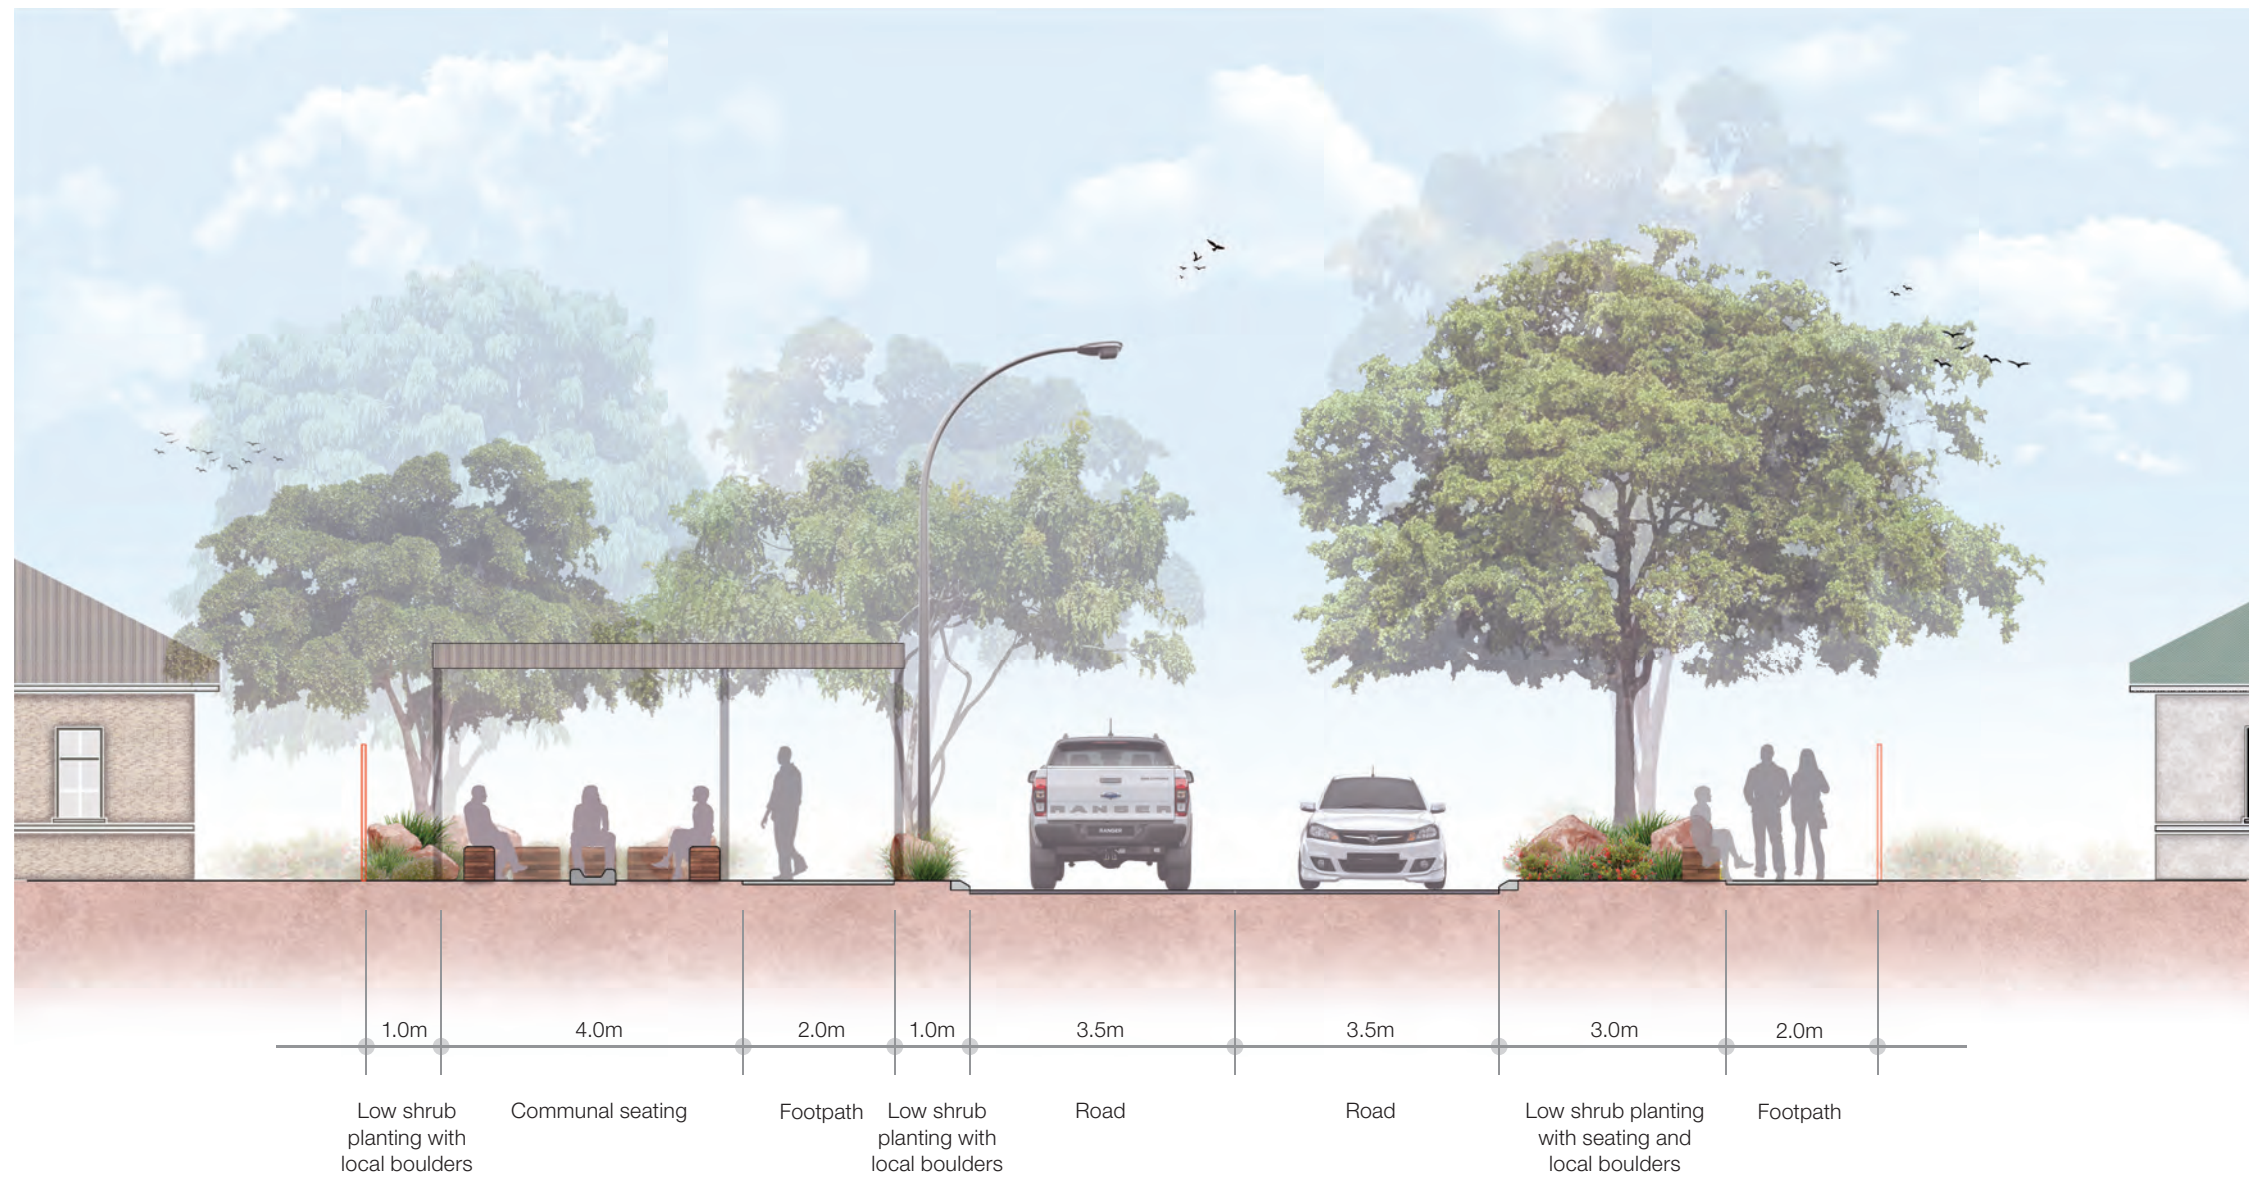 RANGER
RANGER
1.0m
4.0m
2.0m
1.0m
3.5m
3.5m
3.0m
2.0m
Low shrub
planting with
local boulders
Communal seating
Footpath
Low shrub
planting with
local boulders
Road
Road
Low shrub planting
with seating and
local boulders
Footpath